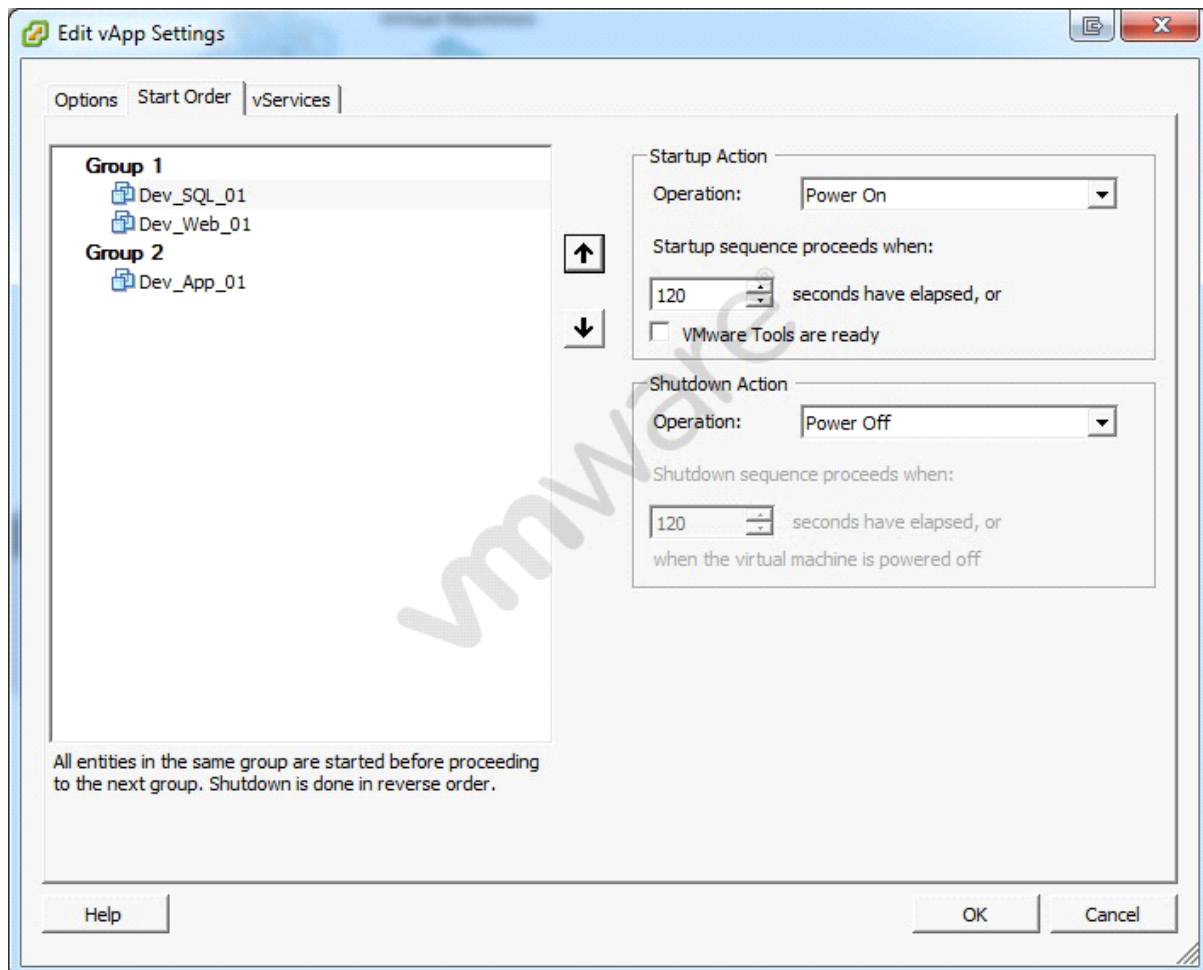 Edit vApp Settings
Options
Start Order
vServices
Group 1
Dev_SQL_01
Dev_Web_01
Group 2
Dev_App_01
All entities in the same group are started before proceeding
to the next group. Shutdown is done in reverse order.
Startup Action
Operation:
Power On
Startup sequence proceeds when:
120
seconds have elapsed, or
VMware Tools are ready
Shutdown Action
Operation:
Power Off
Shutdown sequence proceeds when:
120
seconds have elapsed, or
when the virtual machine is powered off
vmware®
Help
OK
Cancel